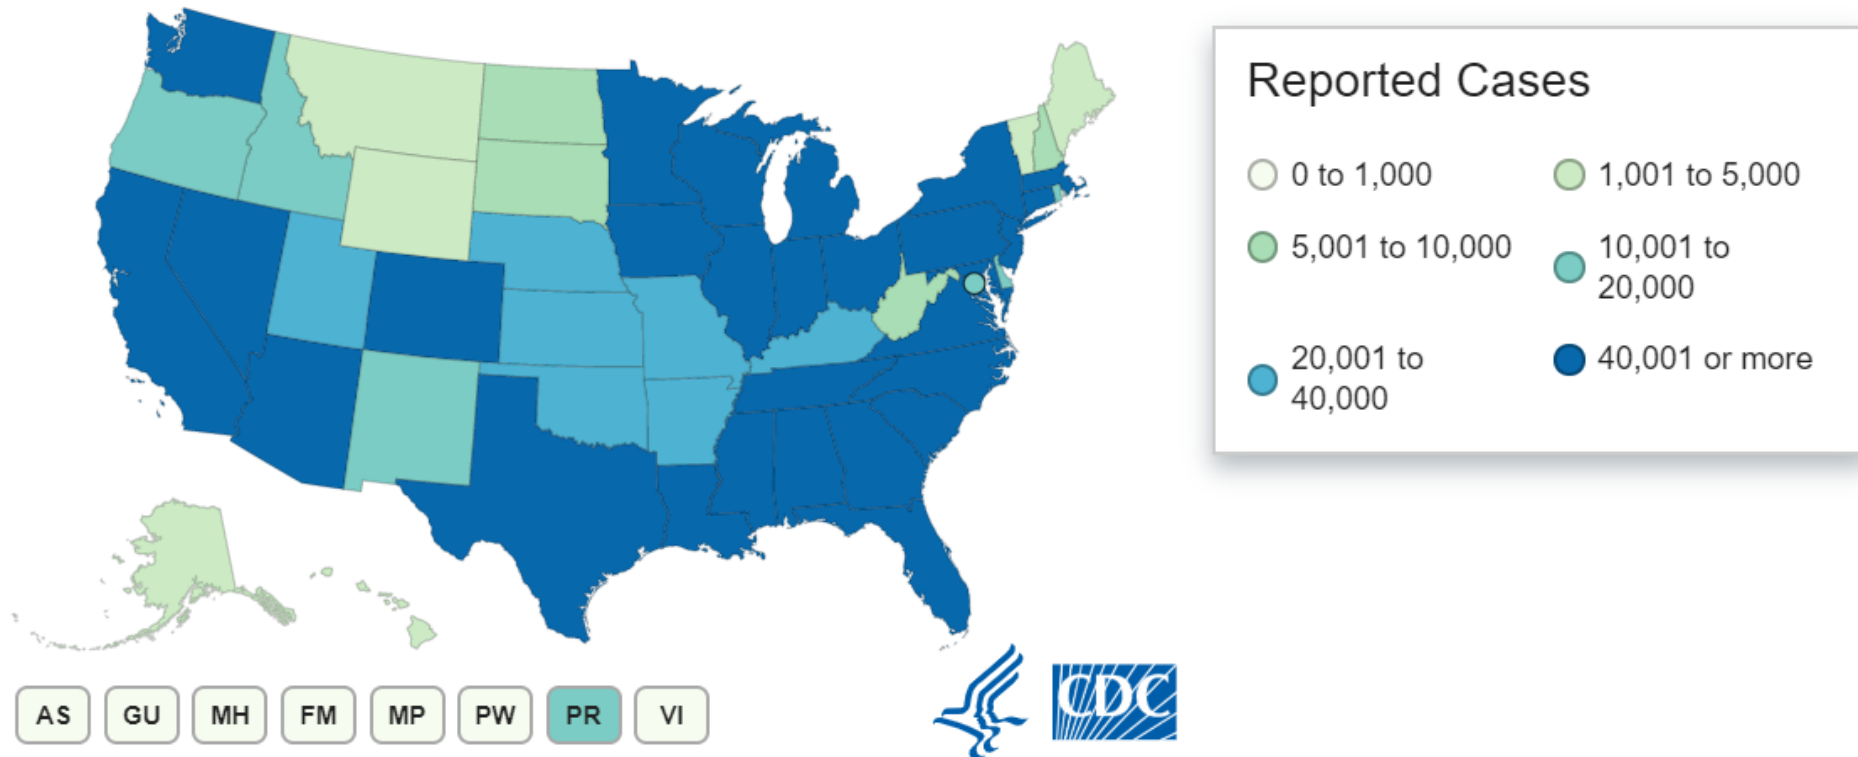 Reported Cases
0 to 1,000
1,001 to 5,000
5,001 to 10,000
10,001 to
20,000
20,001 to
40,000
40,001 or more
AS
GU
MH
FM
MP
PW
PR
VI
CDC